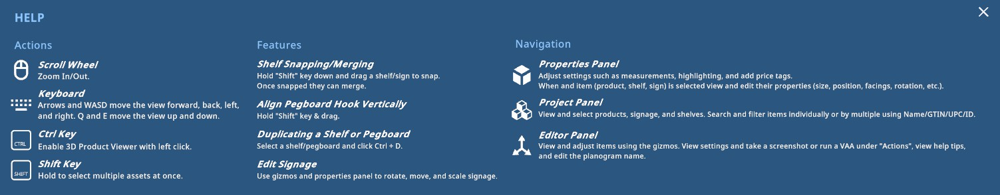 HELP
Actions
Scroll Wheel
Zoom In/Out.
Keyboard
Arrows and WASD move the view forward, back, left,
and right. Q and E move the view up and down.
CTRL
Ctrl Key
Enable 3D Product Viewer with left click.
SHIFT
Shift Key
Hold to select multiple assets at once.
Features
Shelf Snapping/Merging
Hold "Shift" key down and drag a shelf/sign to snap.
Once snapped they can merge.
Align Pegboard Hook Vertically
Hold "Shift" key & drag.
Duplicating a Shelf or Pegboard
Select a shelf/pegboard and click Ctrl + D.
Edit Signage
Use gizmos and properties panel to rotate, move, and scale signage.
Navigation
Properties Panel
Adjust settings such as measurements, highlighting, and add price tags.
When and item (product, shelf, sign) is selected view and edit their properties (size, position, facings, rotation, etc.).
Project Panel
View and select products, signage, and shelves. Search and filter items individually or by multiple using Name/GTIN/UPC/ID.
Editor Panel
View and adjust items using the gizmos. View settings and take a screenshot or run a VAA under "Actions", view help tips,
and edit the planogram name.